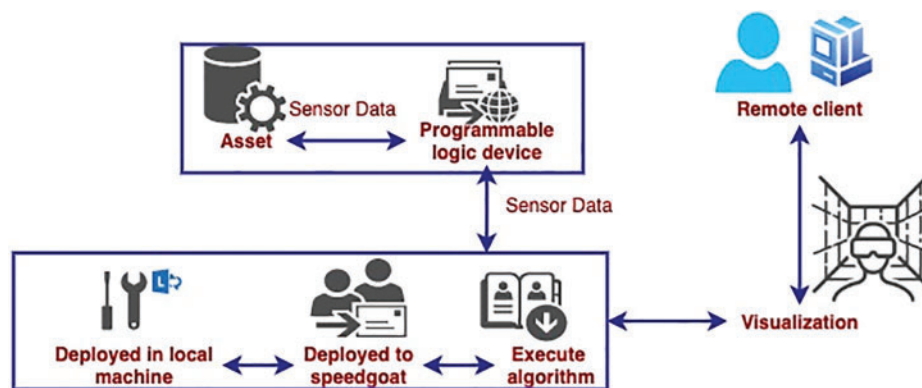 Sensor Data
Asset
Programmable
logic device
Remote client
Sensor Data
Deployed in local
machine
Deployed to
speedgoat
Execute
algorithm
Visualization
L